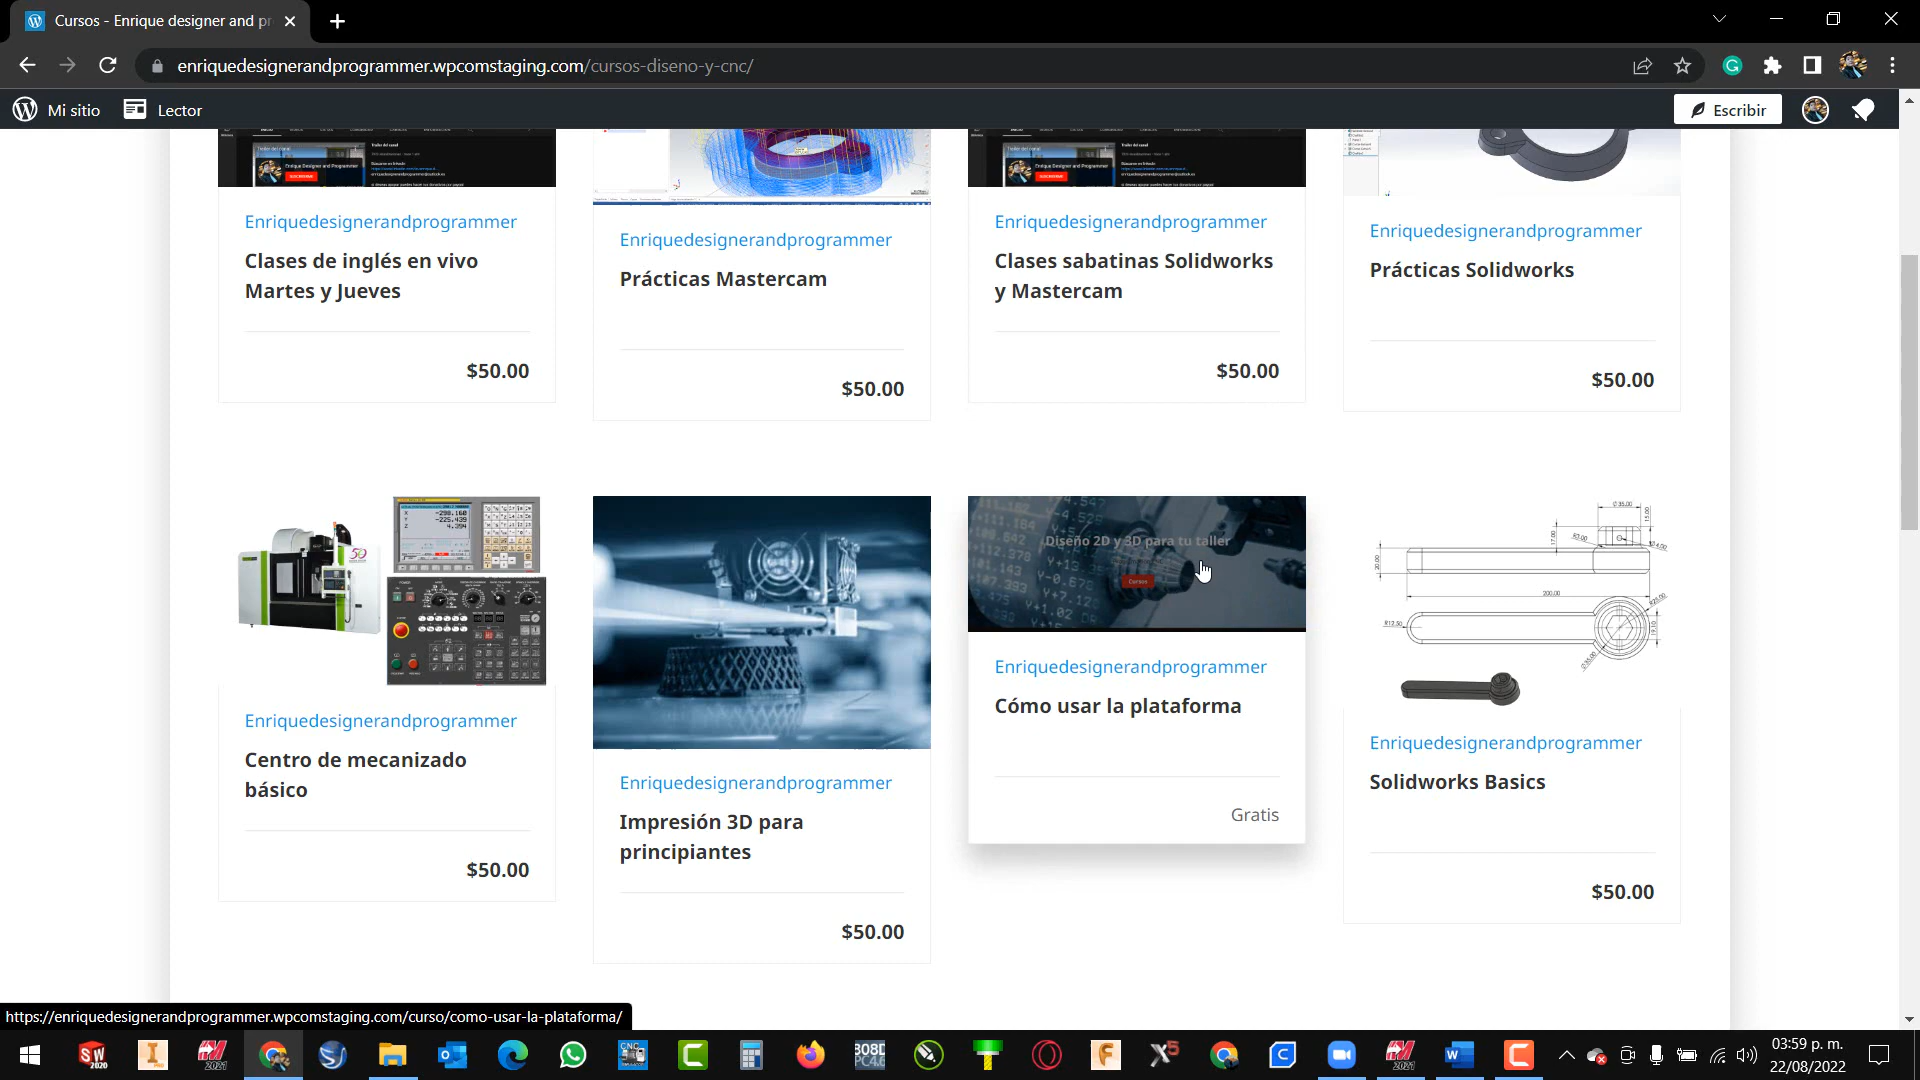 Cursos - Enrique designer and pr
enriquedesignerandprogrammer.wpcomstaging.com/cursos-diseno-y-cnc/
Mi sitio
Lector
Escribir
Enriquedesignerandprogrammer
Clases de inglés en vivo
Martes y Jueves
$50.00
Enriquedesignerandprogrammer
Prácticas Mastercam
$50.00
Enriquedesignerandprogrammer
Clases sabatinas Solidworks
y Mastercam
$50.00
Enriquedesignerandprogrammer
Prácticas Solidworks
$50.00
Enriquedesignerandprogrammer
Centro de mecanizado
básico
$50.00
Enriquedesignerandprogrammer
Impresión 3D para
principiantes
$50.00
Diseño 2D y 3D para tu taller
Cursos
Enriquedesignerandprogrammer
Cómo usar la plataforma
Gratis
Enriquedesignerandprogrammer
Solidworks Basics
$50.00
https://enriquedesignerandprogrammer.wpcomstaging.com/curso/como-usar-la-plataforma/
03:59 p. m.
22/08/2022